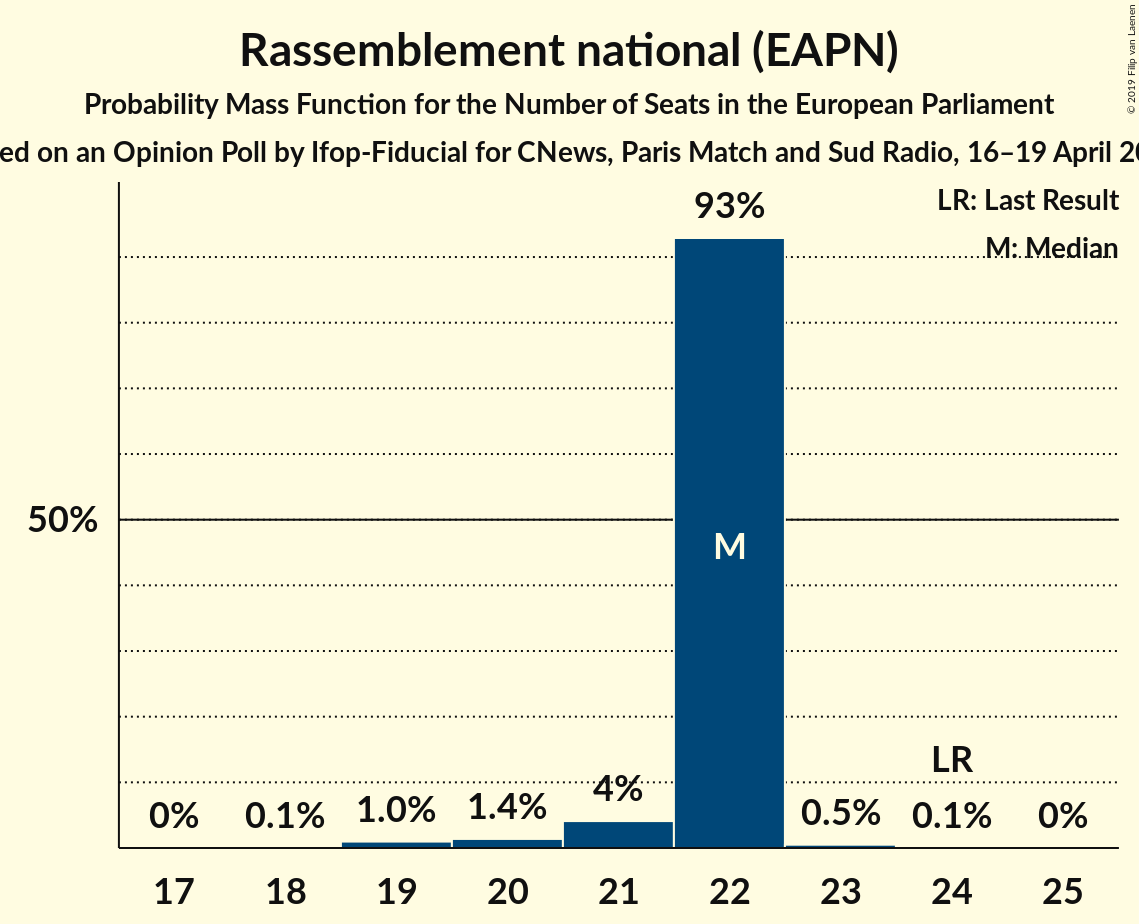 Rassemblement national (EAPN)
Probability Mass Function for the Number of Seats in the European Parliament
on an Opinion Poll by Ifop-Fiducial for CNews, Paris Match and Sud Radio, 16–19 April
© 2019 Filip van Laenen
LR: Last Result
M: Median
93%
50%
M
LR
0% 0.1% 1.0% 1.4% 4% 0.5% 0.1% 0%
17 18 19 20 21 22 23 24 25